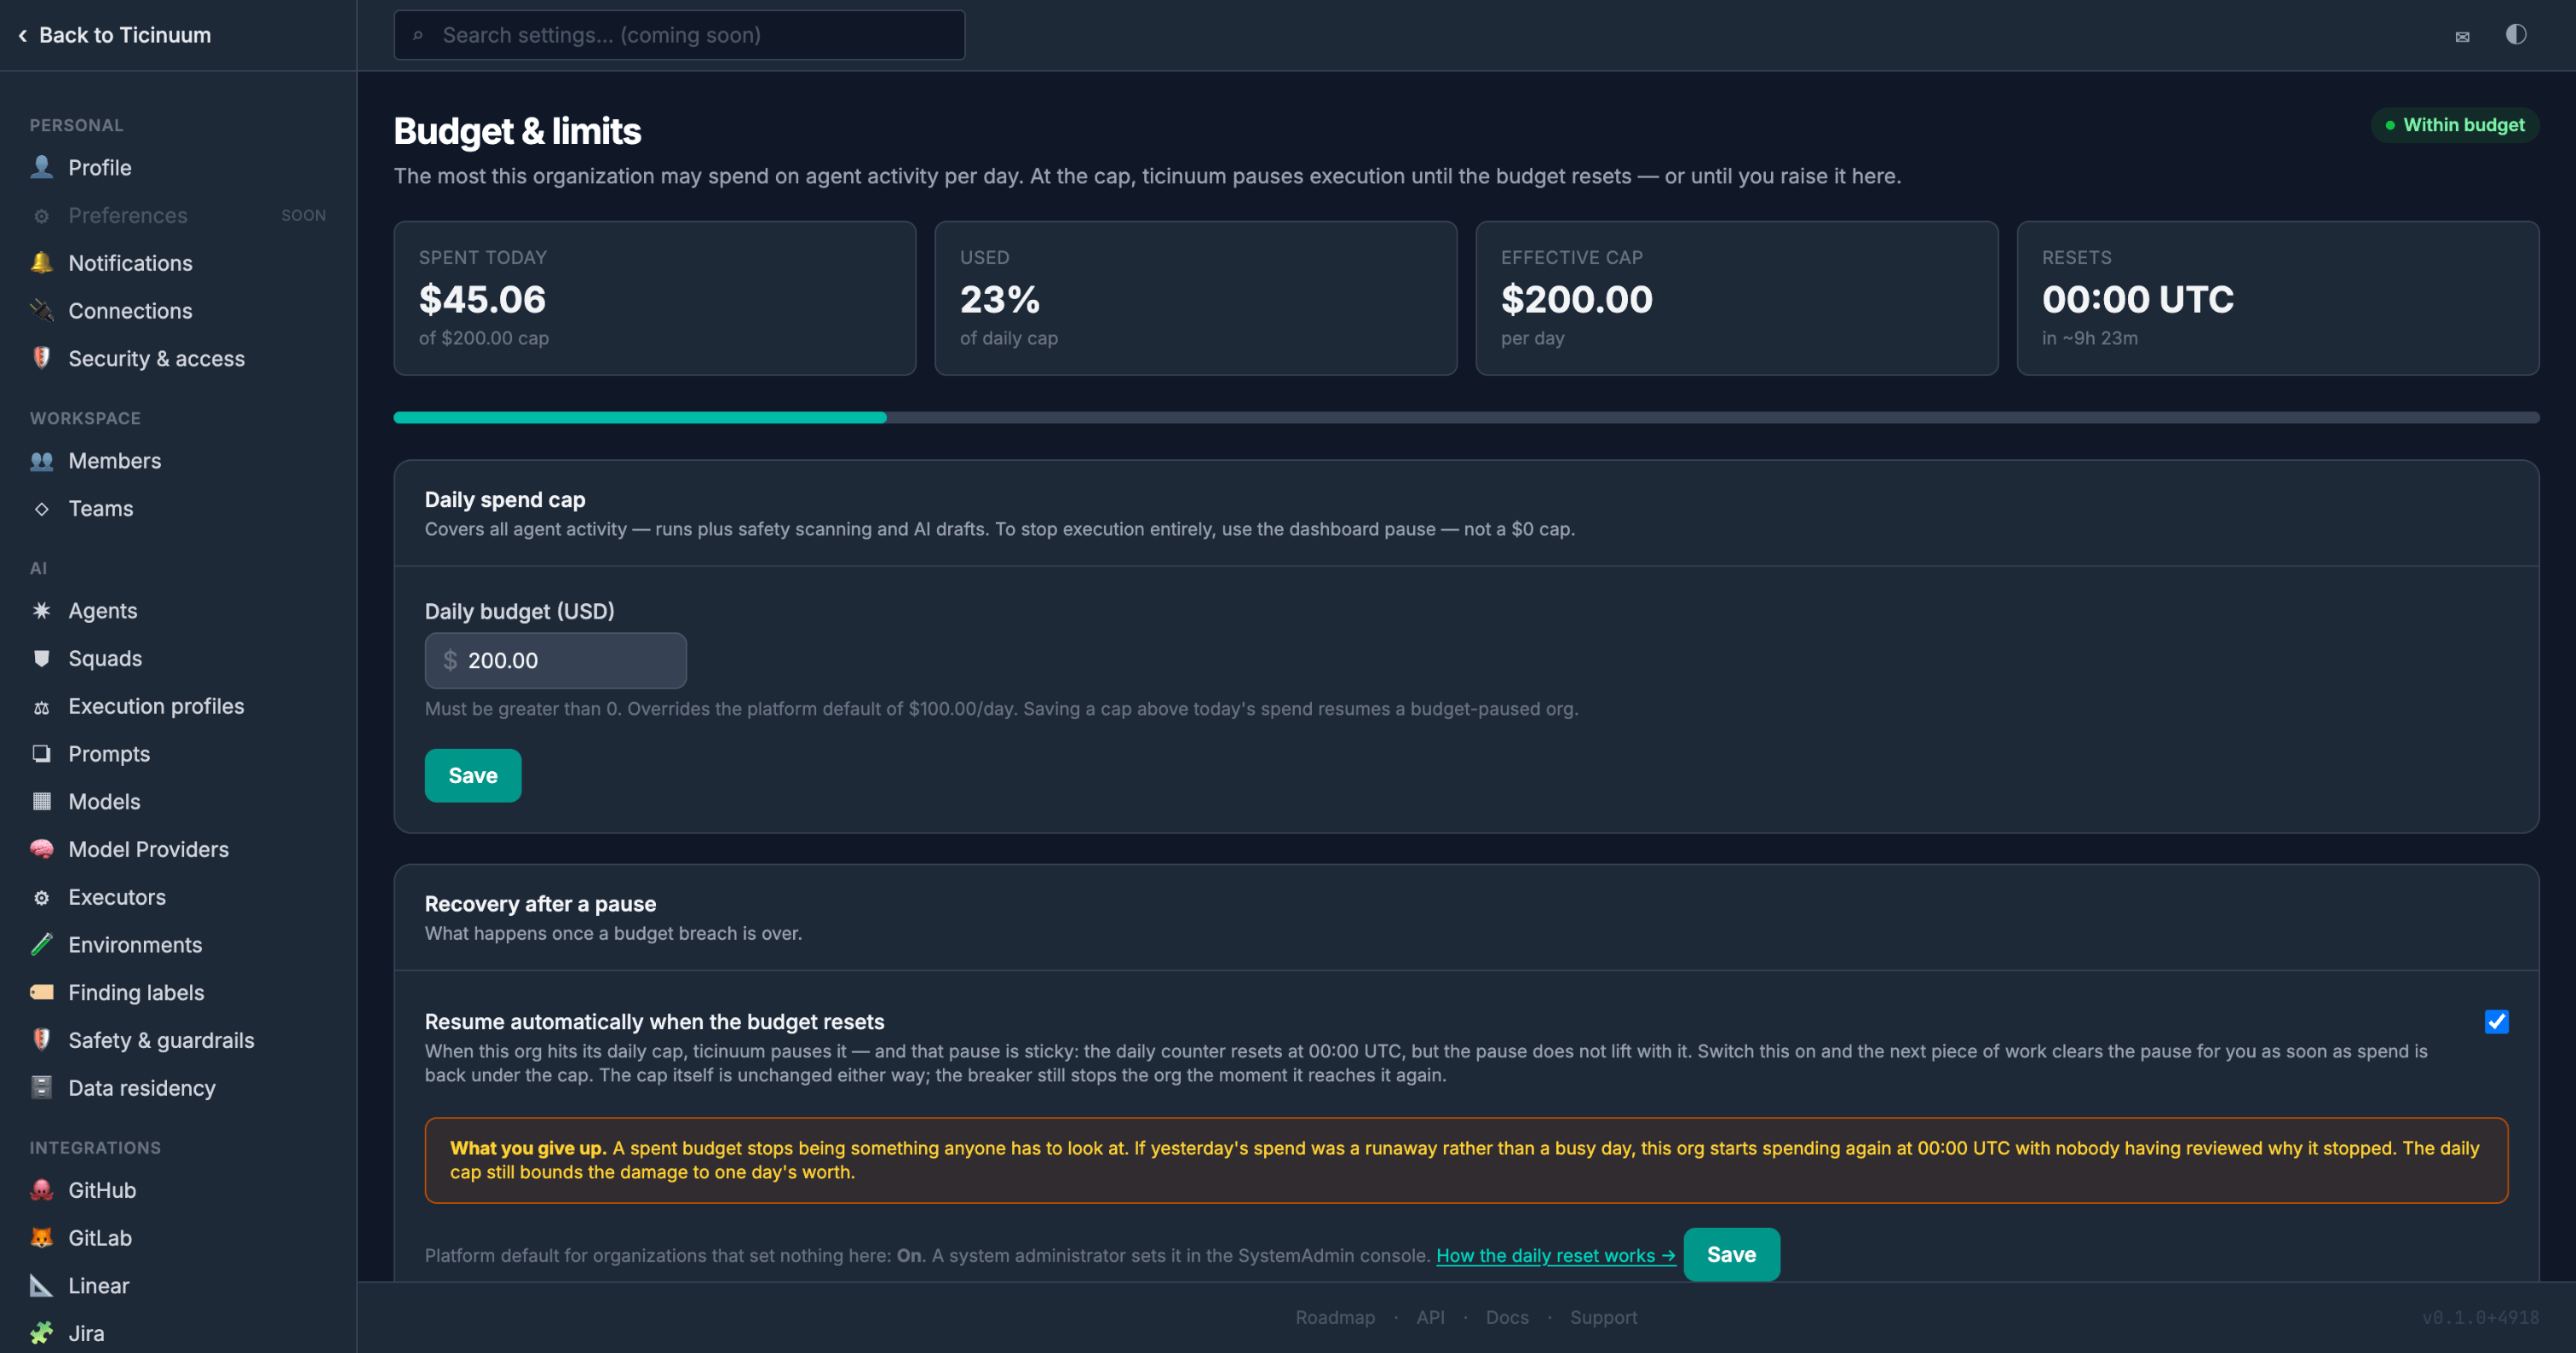 Back to Ticinuum
Search settings... (coming soon)
PERSONAL
Profile
Preferences SOON
Notifications
Connections
Security & access
WORKSPACE
Members
Teams
AI
Agents
Squads
Execution profiles
Prompts
Models
Model Providers
Executors
Environments
Finding labels
Safety & guardrails
Data residency
INTEGRATIONS
GitHub
GitLab
Linear
Jira
Budget & limits
Within budget
The most this organization may spend on agent activity per day. At the cap, ticinuum pauses execution until the budget resets — or until you raise it here.
SPENT TODAY
$45.06
of $200.00 cap
USED
23%
of daily cap
EFFECTIVE CAP
$200.00
per day
RESETS
00:00 UTC
in ~9h 23m
Daily spend cap
Covers all agent activity — runs plus safety scanning and AI drafts. To stop execution entirely, use the dashboard pause — not a $0 cap.
Daily budget (USD)
$ 200.00
Must be greater than 0. Overrides the platform default of $100.00/day. Saving a cap above today's spend resumes a budget-paused org.
Save
Recovery after a pause
What happens once a budget breach is over.
Resume automatically when the budget resets
When this org hits its daily cap, ticinuum pauses it — and that pause is sticky: the daily counter resets at 00:00 UTC, but the pause does not lift with it. Switch this on and the next piece of work clears the pause for you as soon as spend is
back under the cap. The cap itself is unchanged either way; the breaker still stops the org the moment it reaches it again.
What you give up. A spent budget stops being something anyone has to look at. If yesterday's spend was a runaway rather than a busy day, this org starts spending again at 00:00 UTC with nobody having reviewed why it stopped. The daily
cap still bounds the damage to one day's worth.
Platform default for organizations that set nothing here: On. A system administrator sets it in the SystemAdmin console. How the daily reset works → Save
Roadmap · API · Docs · Support
v0.1.0+4918